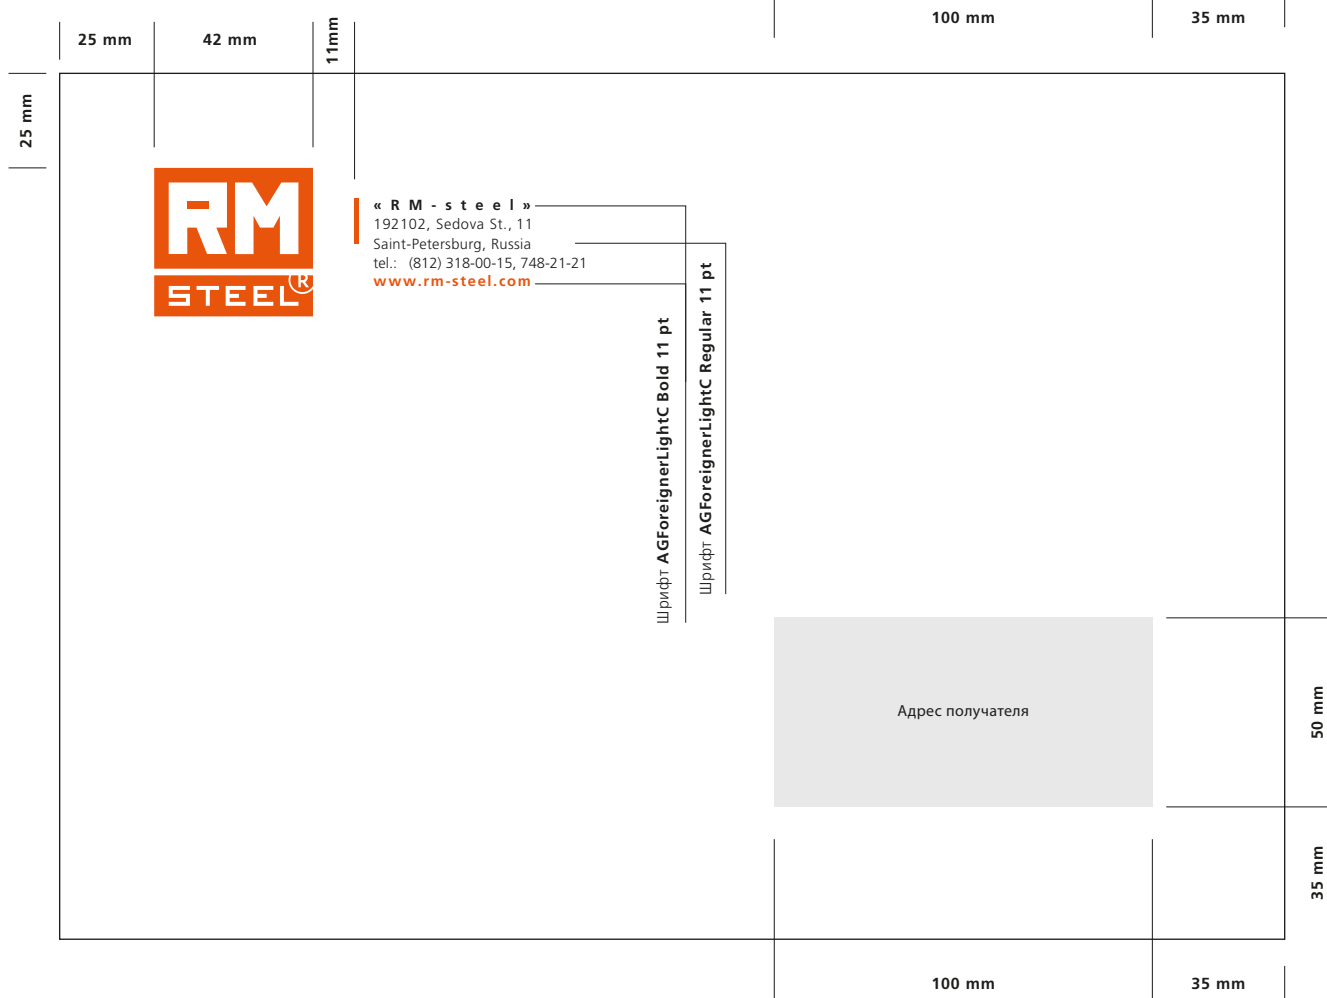 100 mm
35 mm
25 mm
42 mm
11mm
25 mm
RM
STEEL®
« R M - s t e e l »
192102, Sedova St., 11
Saint-Petersburg, Russia
tel.: (812) 318-00-15, 748-21-21
www.rm-steel.com
Шрифт AGForeignerLightC Bold 11 pt
Шрифт AGForeignerLightC Regular 11 pt
Адрес получателя
50 mm
35 mm
100 mm
35 mm